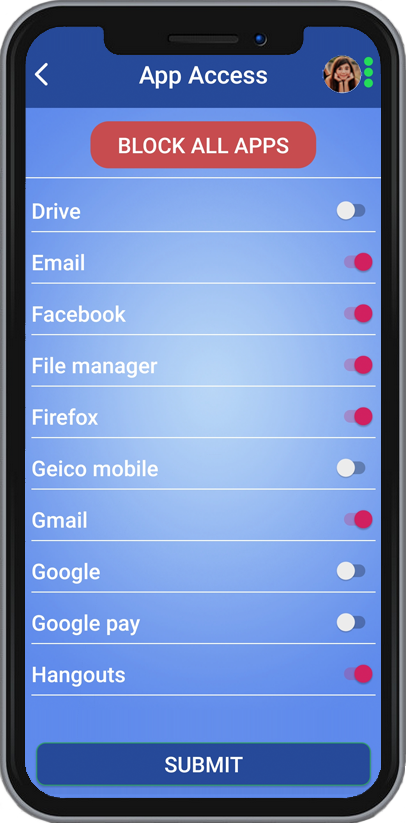 App Access
BLOCK ALL APPS
Drive
Email
Facebook
File manager
Firefox
Geico mobile
Gmail
Google
Google pay
Hangouts
SUBMIT